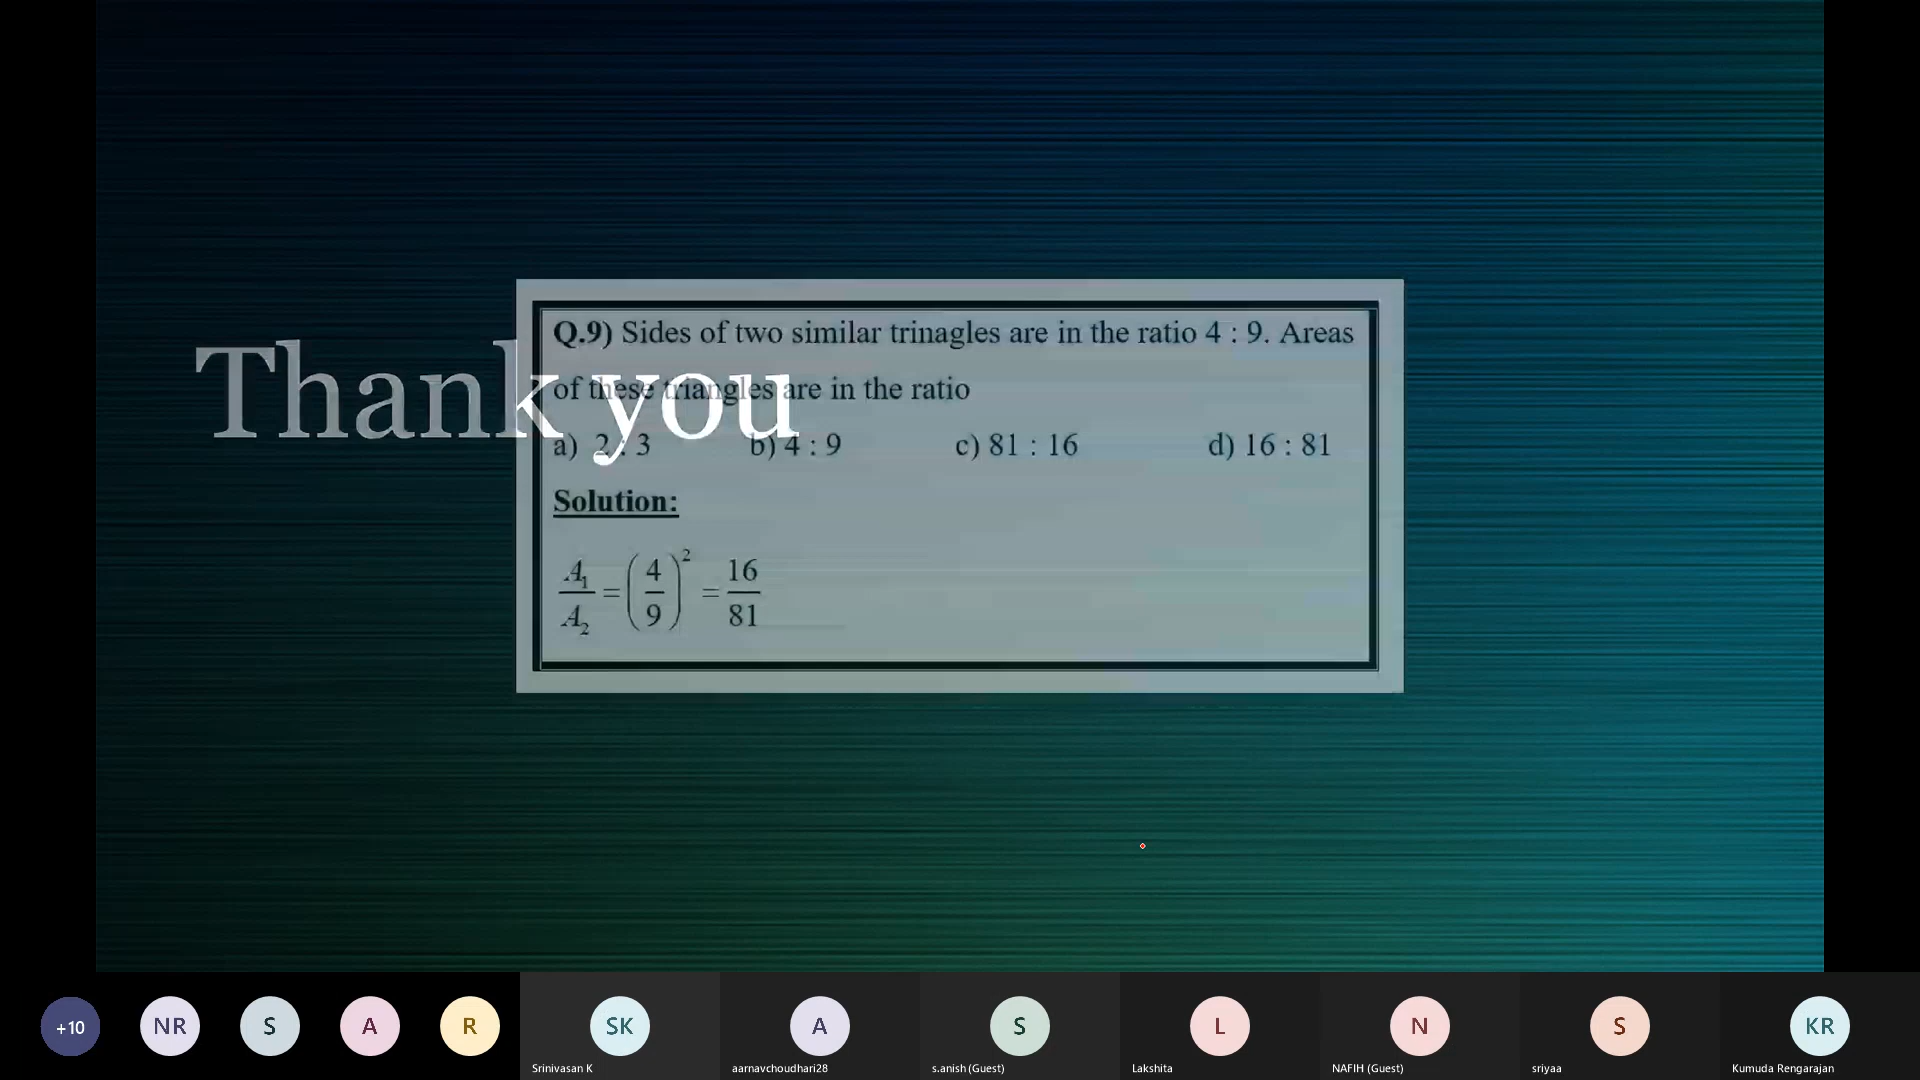 Thank you
Q.9) Sides of two similar trinagles are in the ratio 4 : 9. Areas
of these triangles are in the ratio
a) 2 : 3 b) 4 : 9 c) 81 : 16 d) 16 : 81
Solution:
A₁/A₂ = (4/9)² = 16/81
+10 NR S A R SK A S L N S KR
Srinivasan K aarnavchoudhari28 s.anish (Guest) Lakshita NAFIH (Guest) sriyaa Kumuda Rengarajan